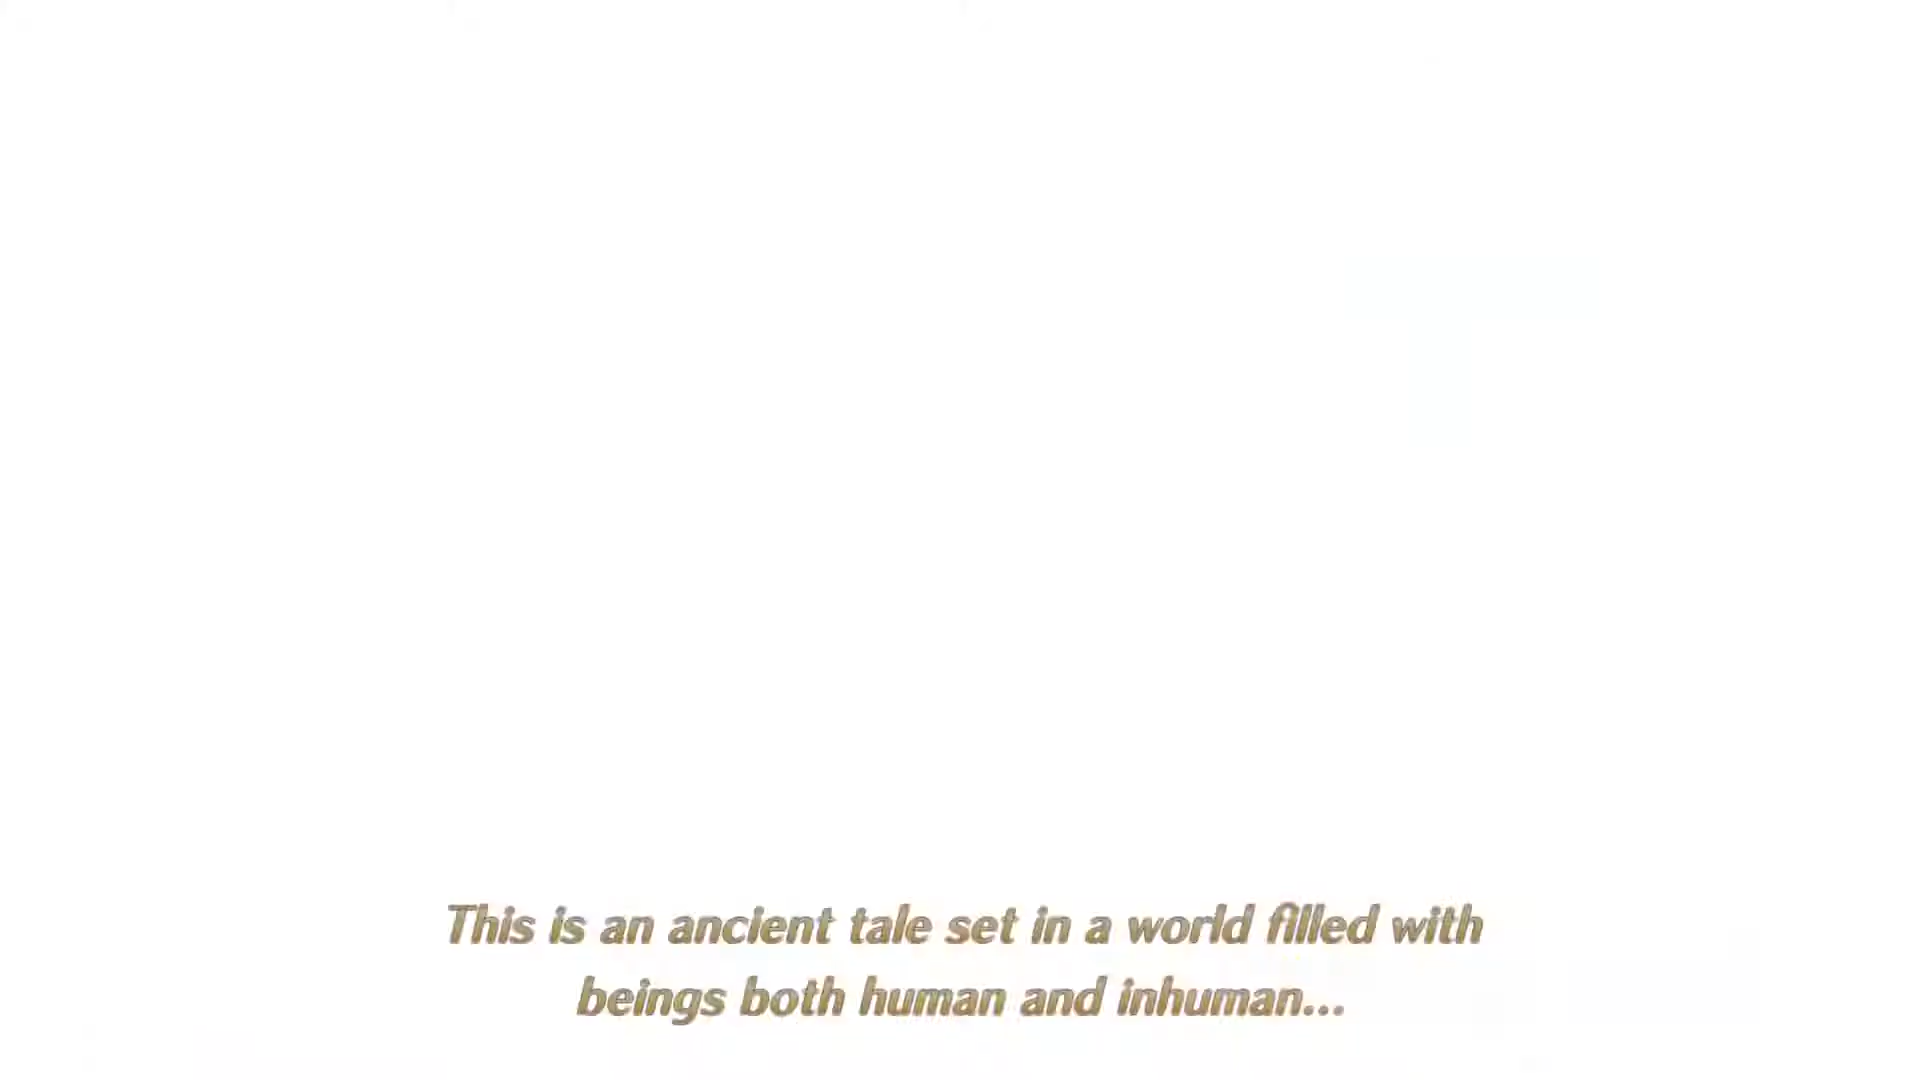 This is an ancient tale set in a world filled with
beings both human and inhuman...